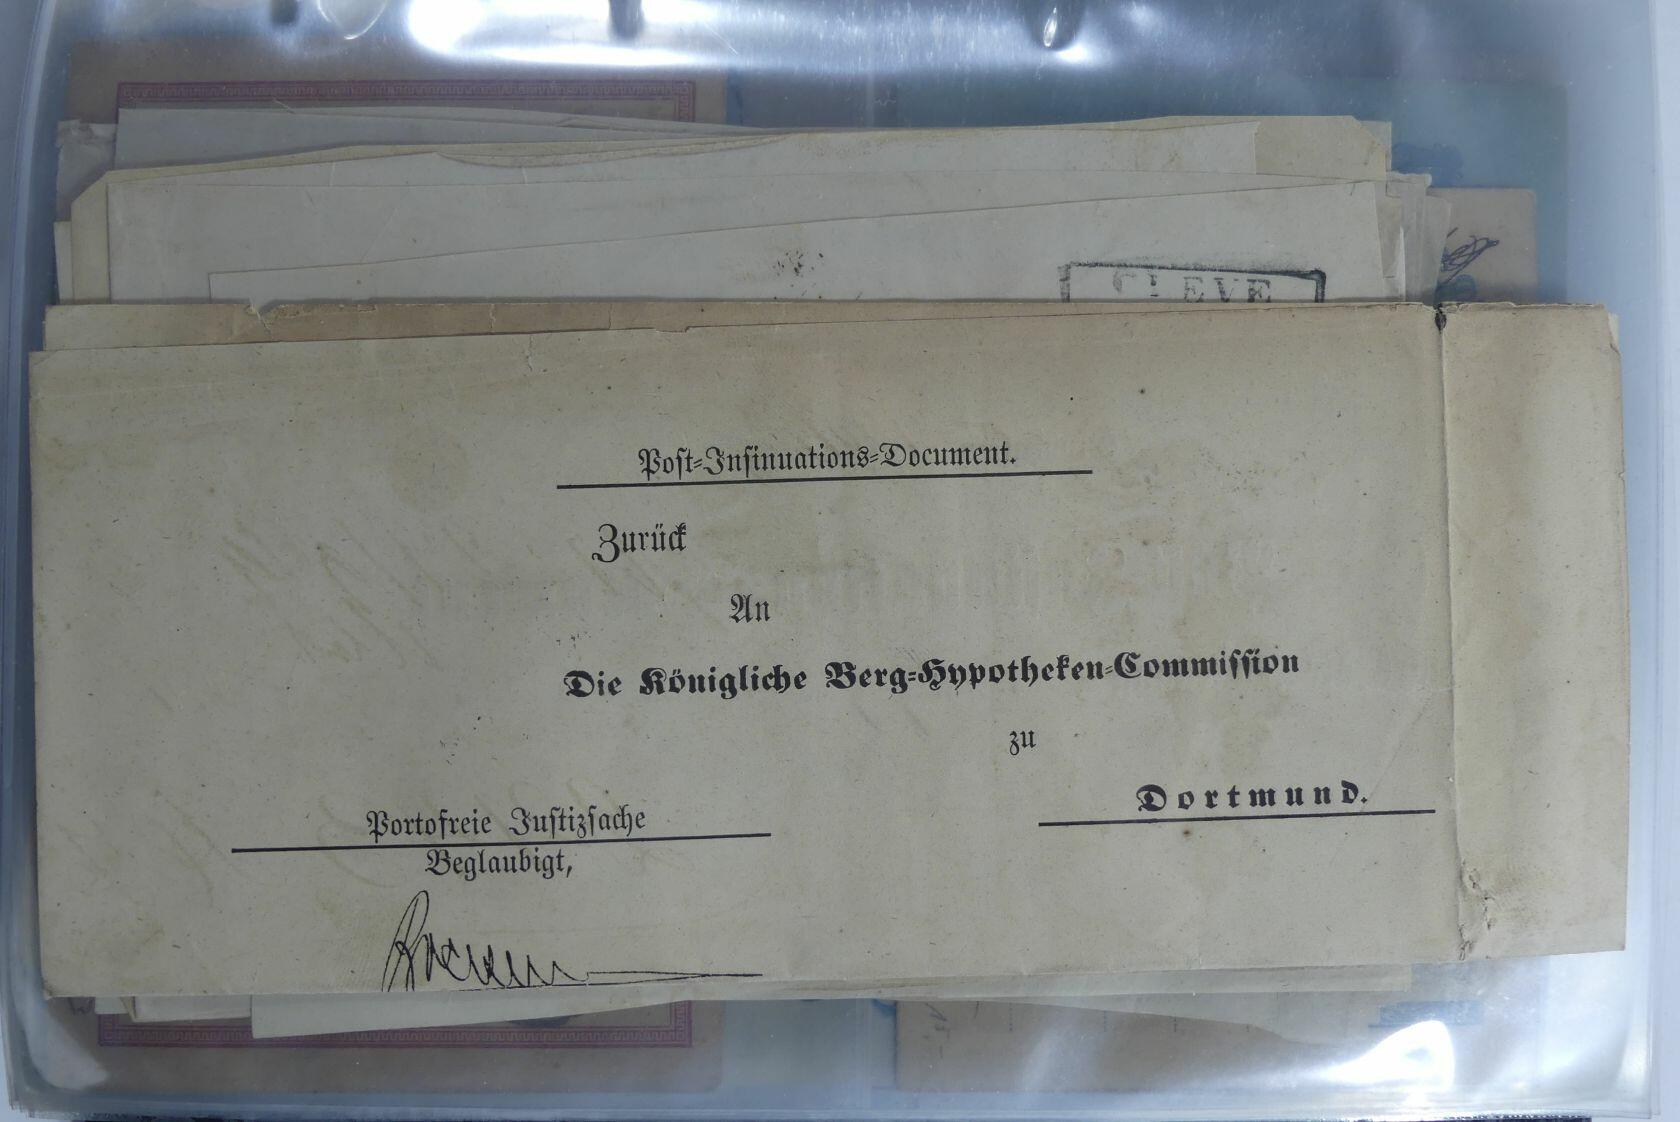 CLEVE
Post-Insinuations-Document.
Zurück
An
Die Königliche Berg-Hypotheken-Commission
zu
Dortmund.
Portofreie Justizsache
Beglaubigt,